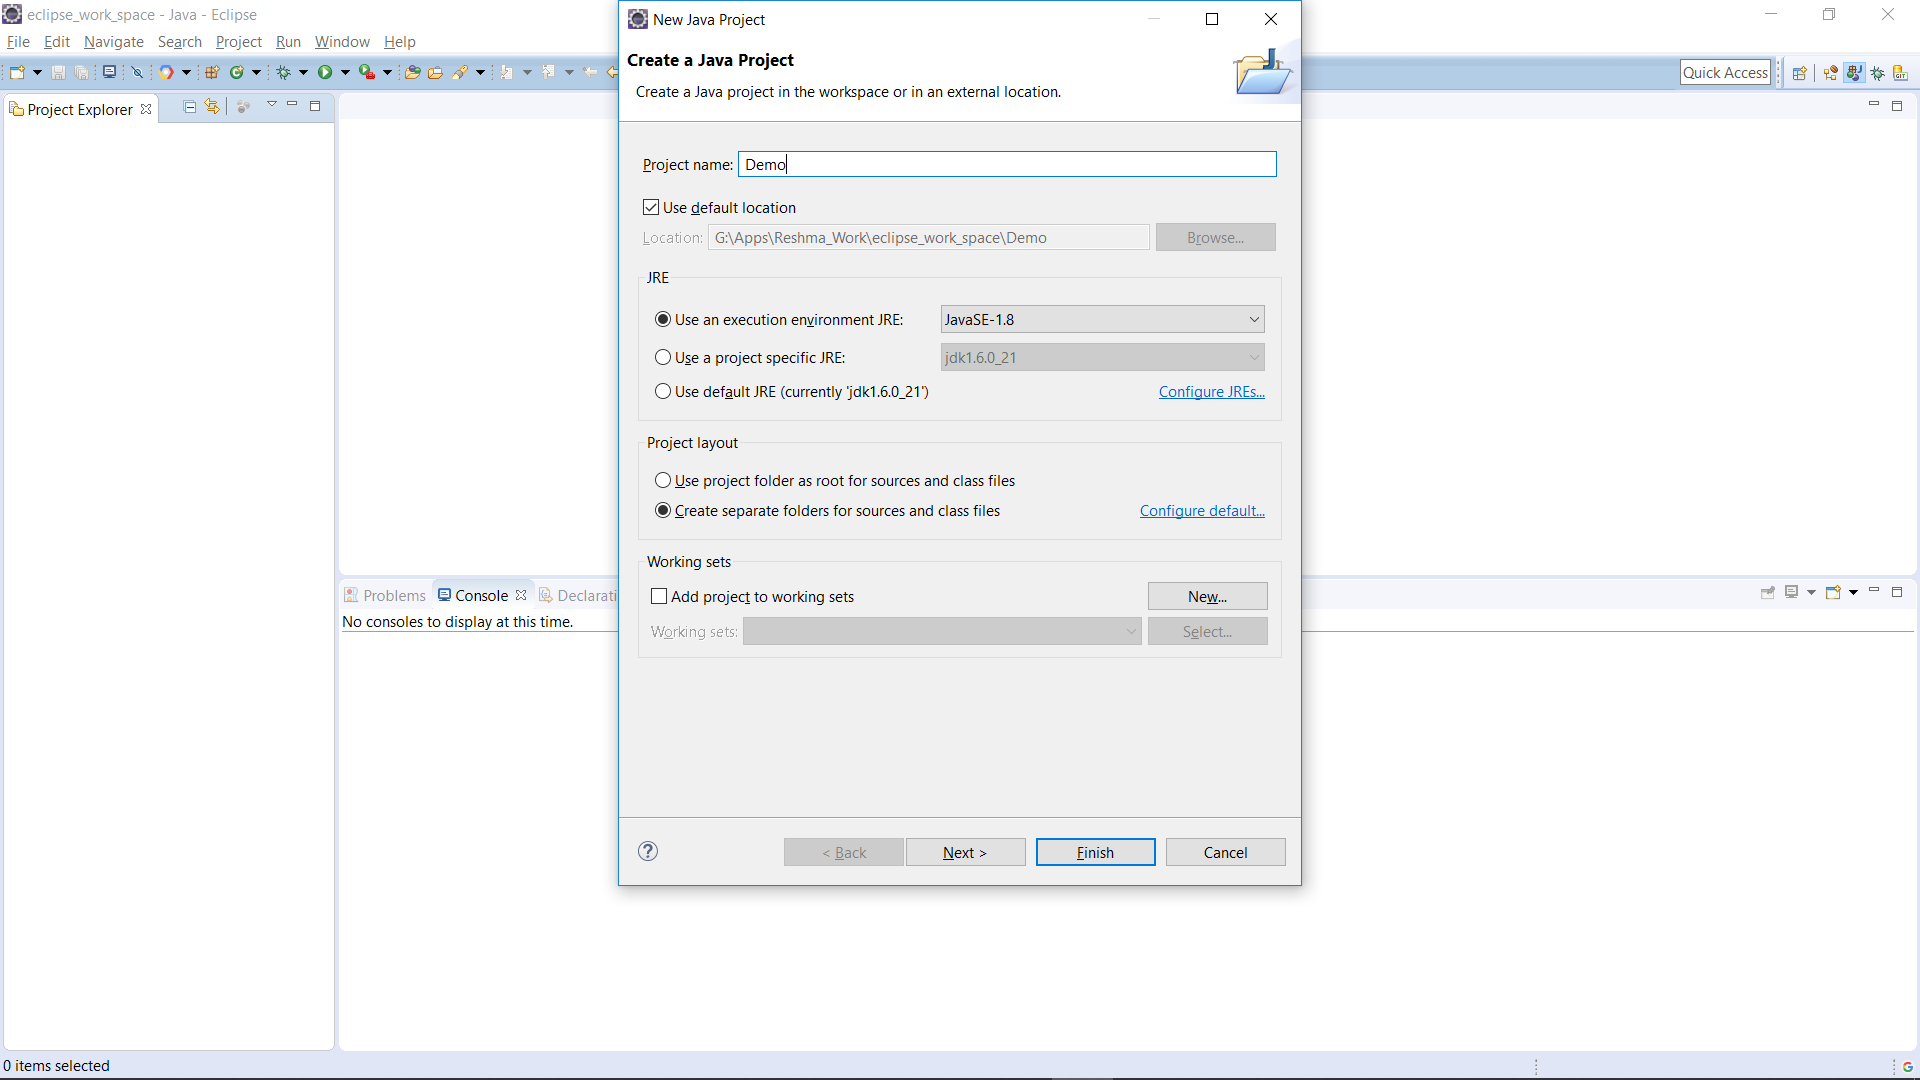 eclipse_work_space - Java - Eclipse
File Edit Navigate Search Project Run Window Help
Quick Access
Project Explorer
New Java Project
Create a Java Project
Create a Java project in the workspace or in an external location.
Project name: Demo
Use default location
Location: G:\Apps\Reshma_Work\eclipse_work_space\Demo Browse...
JRE
Use an execution environment JRE: JavaSE-1.8
Use a project specific JRE: jdk1.6.0_21
Use default JRE (currently 'jdk1.6.0_21') Configure JREs...
Project layout
Use project folder as root for sources and class files
Create separate folders for sources and class files Configure default...
Working sets
Add project to working sets New...
Working sets: Select...
< Back Next > Finish Cancel
Problems Console Declarati
No consoles to display at this time.
0 items selected